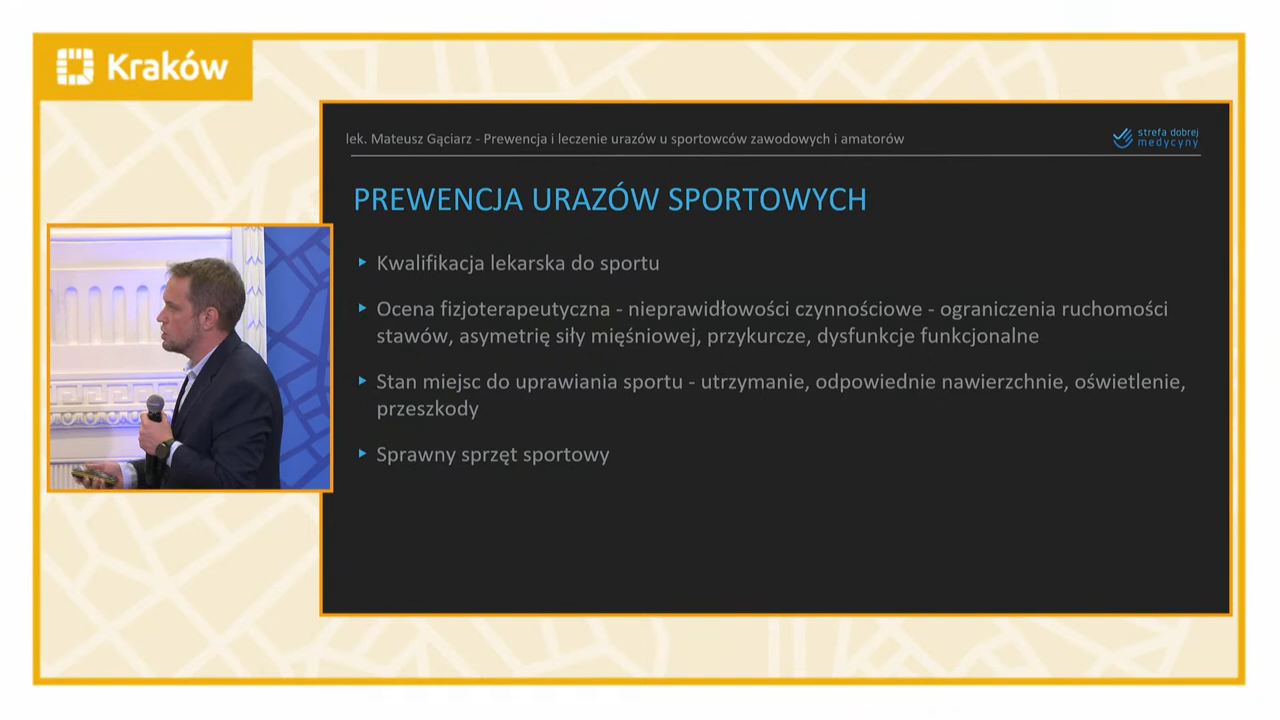 Kraków
lek. Mateusz Gąciarz - Prewencja i leczenie urazów u sportowców zawodowych i amatorów
strefa dobrej
medycyny
PREWENCJA URAZÓW SPORTOWYCH
Kwalifikacja lekarska do sportu
Ocena fizjoterapeutyczna - nieprawidłowości czynnościowe - ograniczenia ruchomości
stawów, asymetrię siły mięśniowej, przykurcze, dysfunkcje funkcjonalne
Stan miejsc do uprawiania sportu - utrzymanie, odpowiednie nawierzchnie, oświetlenie,
przeszkody
Sprawny sprzęt sportowy